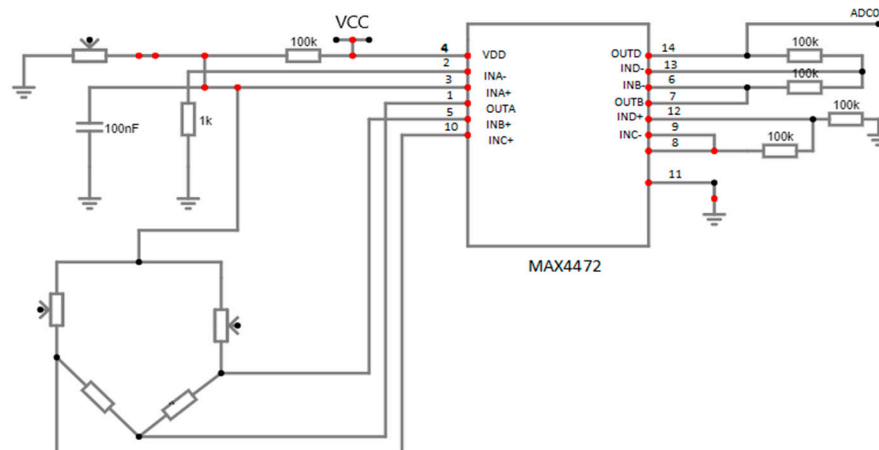 VCC
ADC0
100k
4
VDD
OUTD
14
100k
2
INA-
IND-
13
3
INA+
INB-
6
100k
1
OUTA
OUTB
7
100nF
1k
5
INB+
IND+
12
100k
10
INC+
INC-
9
8
100k
11
MAX4472